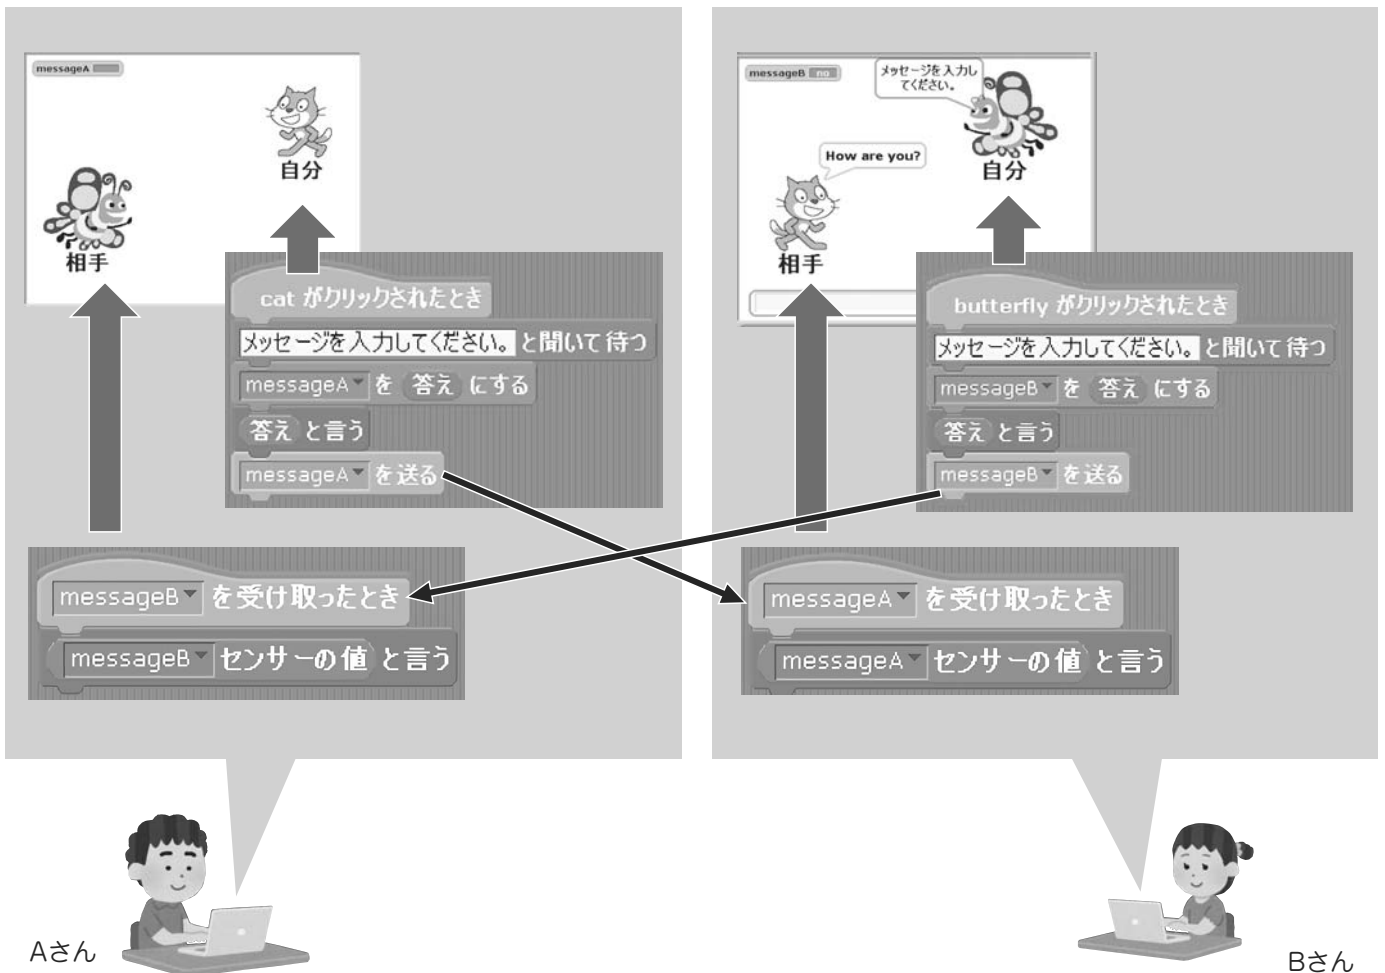 messageA
自分
相手
cat がクリックされたとき
メッセージを入力してください。 と聞いて待つ
messageA を 答え にする
答え と言う
messageA を送る
messageB を受け取ったとき
messageB センサーの値 と言う
Aさん
messageB no
メッセージを入力し
てください。
自分
How are you?
相手
butterfly がクリックされたとき
メッセージを入力してください。 と聞いて待つ
messageB を 答え にする
答え と言う
messageB を送る
messageA を受け取ったとき
messageA センサーの値 と言う
Bさん